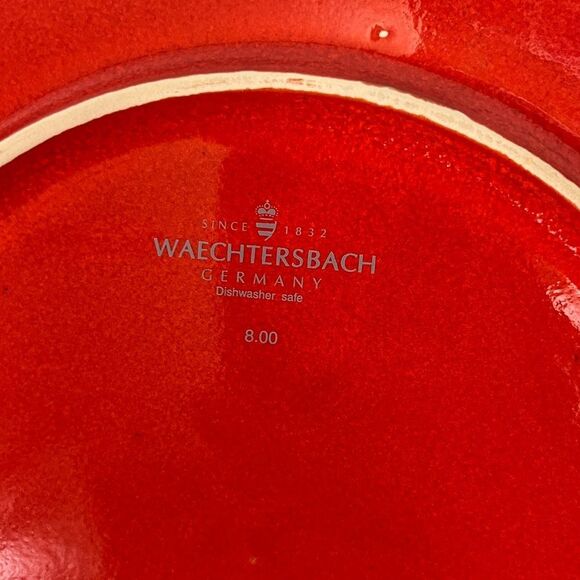 SINCE 1832
WAECHTERSBACH
GERMANY
Dishwasher safe
8.00